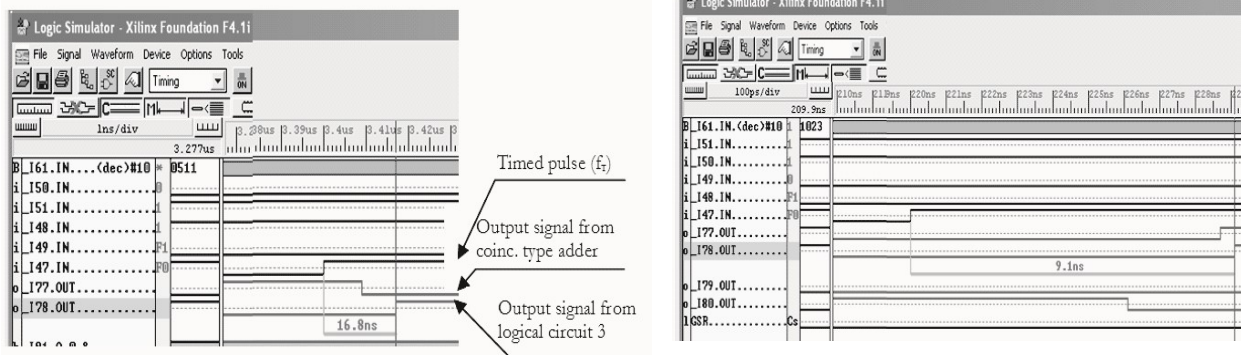 Logic Simulator - Xilinx Foundation F4.1i
File Signal Waveform Device Options Tools
Timing
ON
1ns/div
3.38us 3.39us 3.4us 3.41us 3.42us
3.277us
B_I61.IN....(dec)#10 * 0511
i_I50.IN...........0
i_I51.IN...........1
i_I48.IN...........1
i_I49.IN...........F1
i_I47.IN...........F0
o_I77.OUT
o_I78.OUT
16.8ns
Timed pulse (fT)
Output signal from
coinc. type adder
Output signal from
logical circuit 3
Logic Simulator - Xilinx Foundation F4.1i
File Signal Waveform Device Options Tools
Timing
ON
100ps/div
209.9ns
220ns 221ns 222ns 223ns 224ns 225ns 226ns 227ns 228ns
B_I61.IN.(dec)#10 1 1023
i_I51.IN.........1
i_I50.IN.........1
i_I49.IN.........0
i_I48.IN.........F1
i_I47.IN.........F0
o_I77.OUT
o_I78.OUT
9.1ns
o_I79.OUT
o_I80.OUT
GSR...............Cs